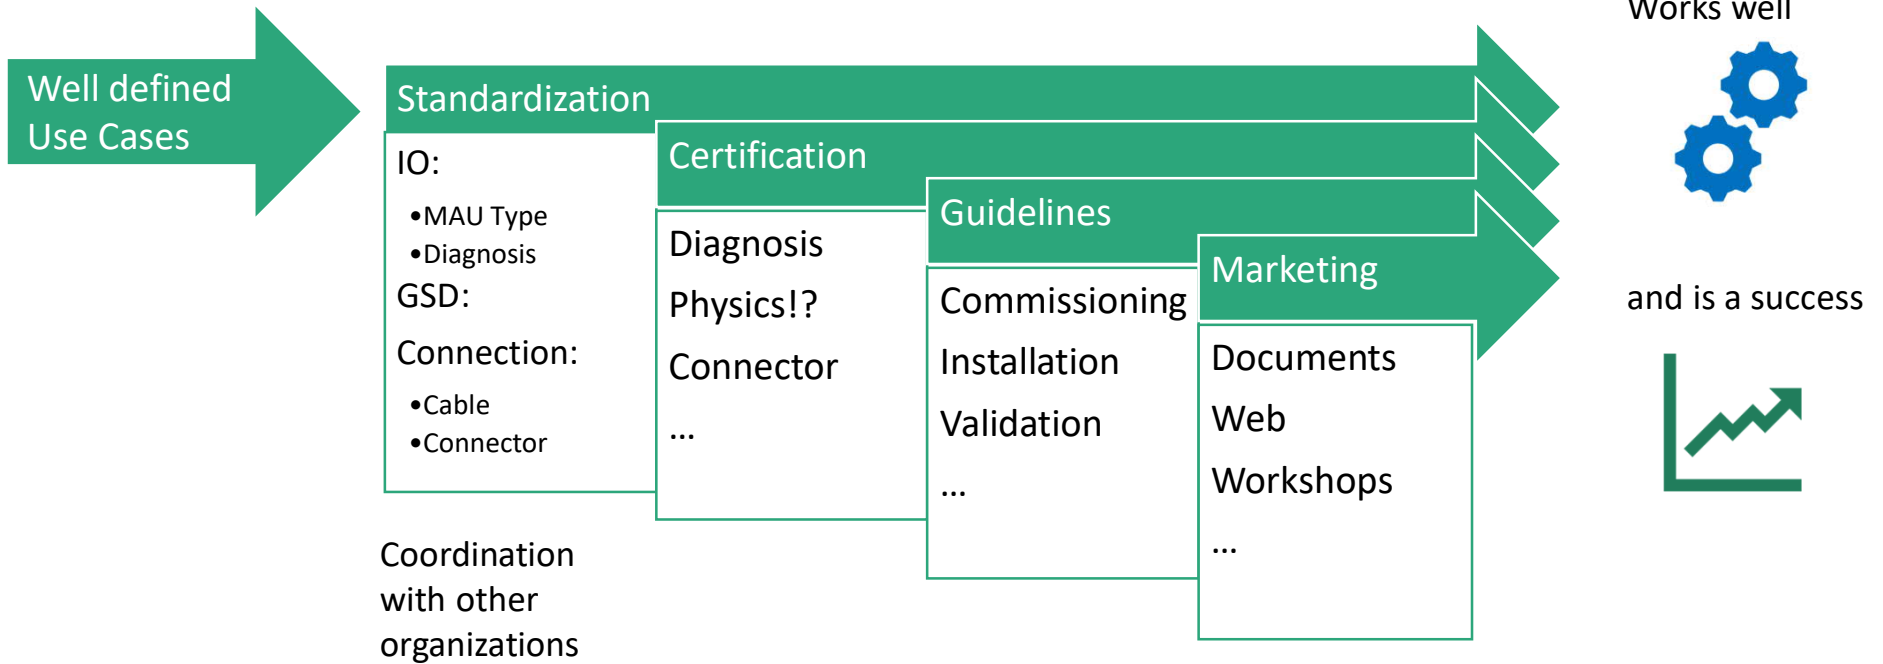 Well defined
Use Cases
Standardization
IO:
•MAU Type
•Diagnosis
GSD:
Connection:
•Cable
•Connector
Coordination
with other
organizations
Certification
Diagnosis
Physics!?
Connector
...
Guidelines
Commissioning
Installation
Validation
...
Marketing
Documents
Web
Workshops
...
Works well
and is a success